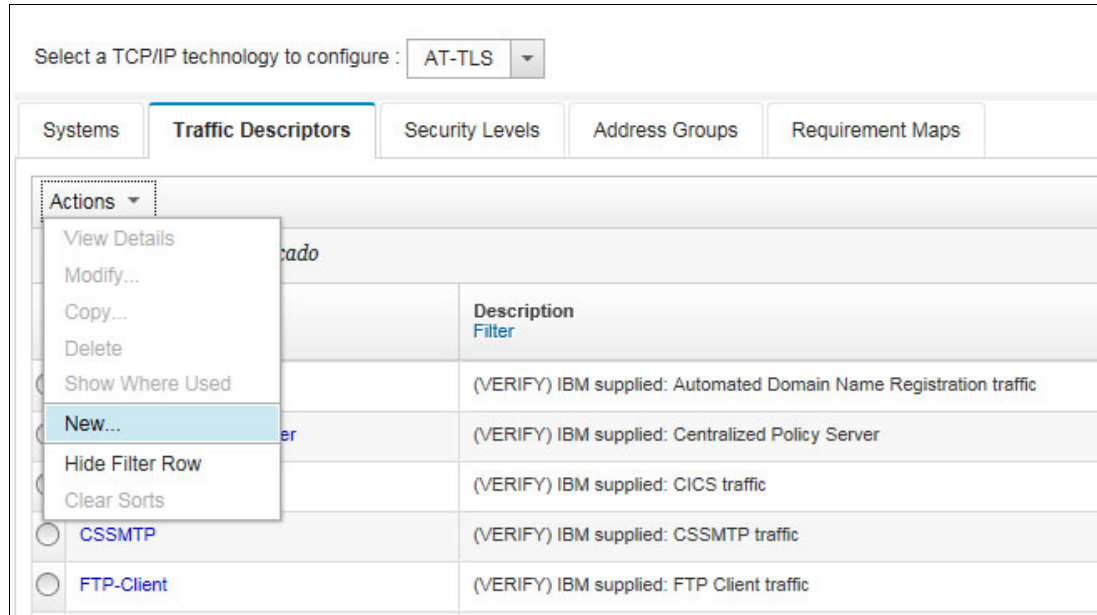 Select a TCP/IP technology to configure : AT-TLS
Systems Traffic Descriptors Security Levels Address Groups Requirement Maps
Actions
View Details
Modify...
Copy...
Delete
Show Where Used
New...
Hide Filter Row
Clear Sorts
Description
Filter
(VERIFY) IBM supplied: Automated Domain Name Registration traffic
(VERIFY) IBM supplied: Centralized Policy Server
(VERIFY) IBM supplied: CICS traffic
CSSMTP (VERIFY) IBM supplied: CSSMTP traffic
FTP-Client (VERIFY) IBM supplied: FTP Client traffic